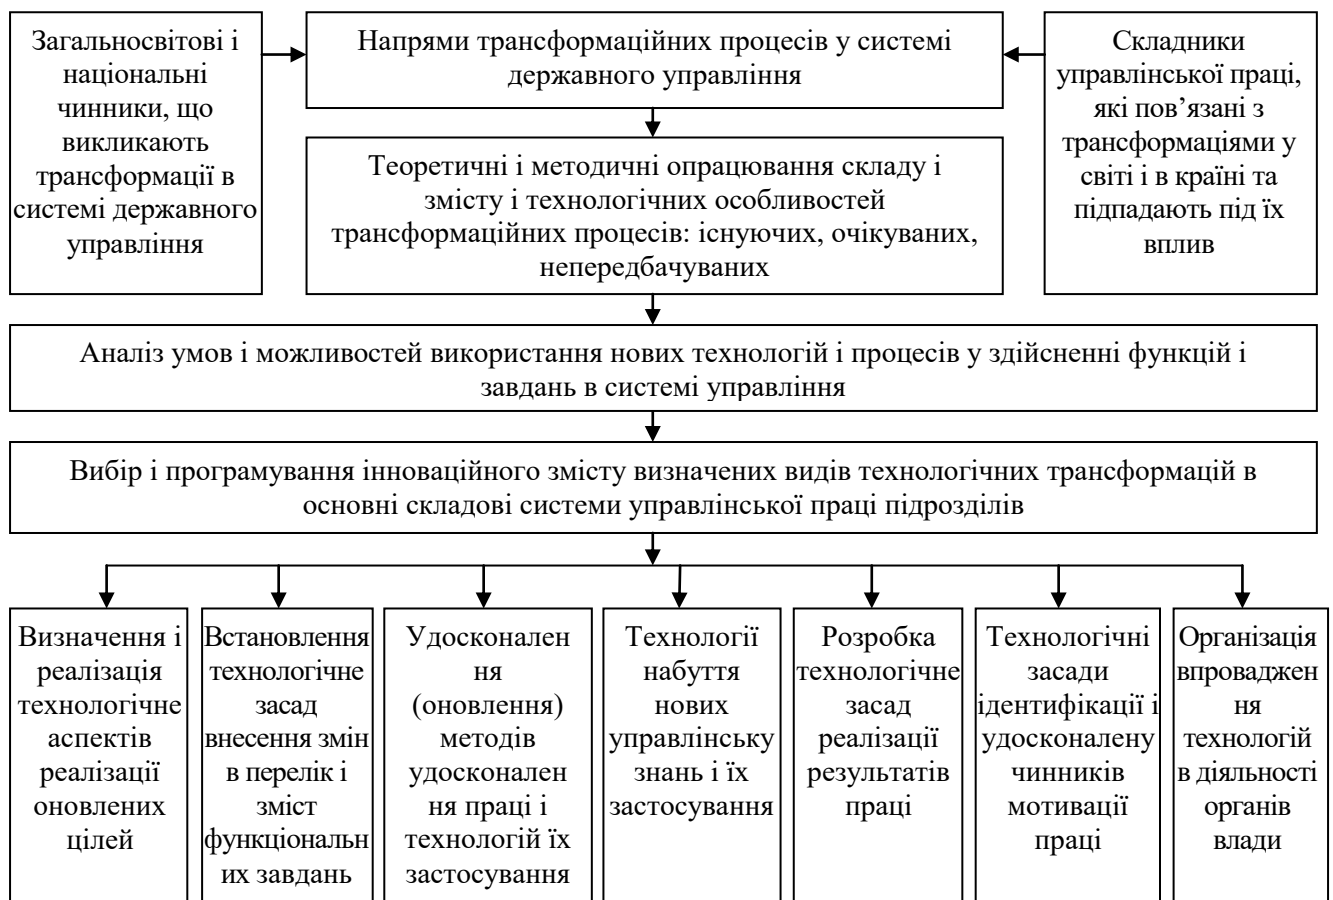 Загальносвітові і
національні
чинники, що
викликають
трансформації в
системі державного
управління
Напрями трансформаційних процесів у системі
державного управління
Складники
управлінської праці,
які пов’язані з
трансформаціями у
світі і в країні та
підпадають під їх
вплив
Теоретичні і методичні опрацювання складу і
змісту і технологічних особливостей
трансформаційних процесів: існуючих, очікуваних,
непередбачуваних
Аналіз умов і можливостей використання нових технологій і процесів у здійсненні функцій і
завдань в системі управління
Вибір і програмування інноваційного змісту визначених видів технологічних трансформацій в
основні складові системи управлінської праці підрозділів
Визначення і
реалізація
технологічне
аспектів
реалізації
оновлених
цілей
Встановлення
технологічне
засад
внесення змін
в перелік і
зміст
функціональн
их завдань
Удосконален
ня
(оновлення)
методів
удосконален
ня праці і
технологій їх
застосування
Технології
набуття
нових
управлінську
знань і їх
застосування
Розробка
технологічне
засад
реалізації
результатів
праці
Технологічні
засади
ідентифікації і
удосконалену
чинників
мотивації
праці
Організація
впроваджен
ня
технологій
в діяльності
органів
влади